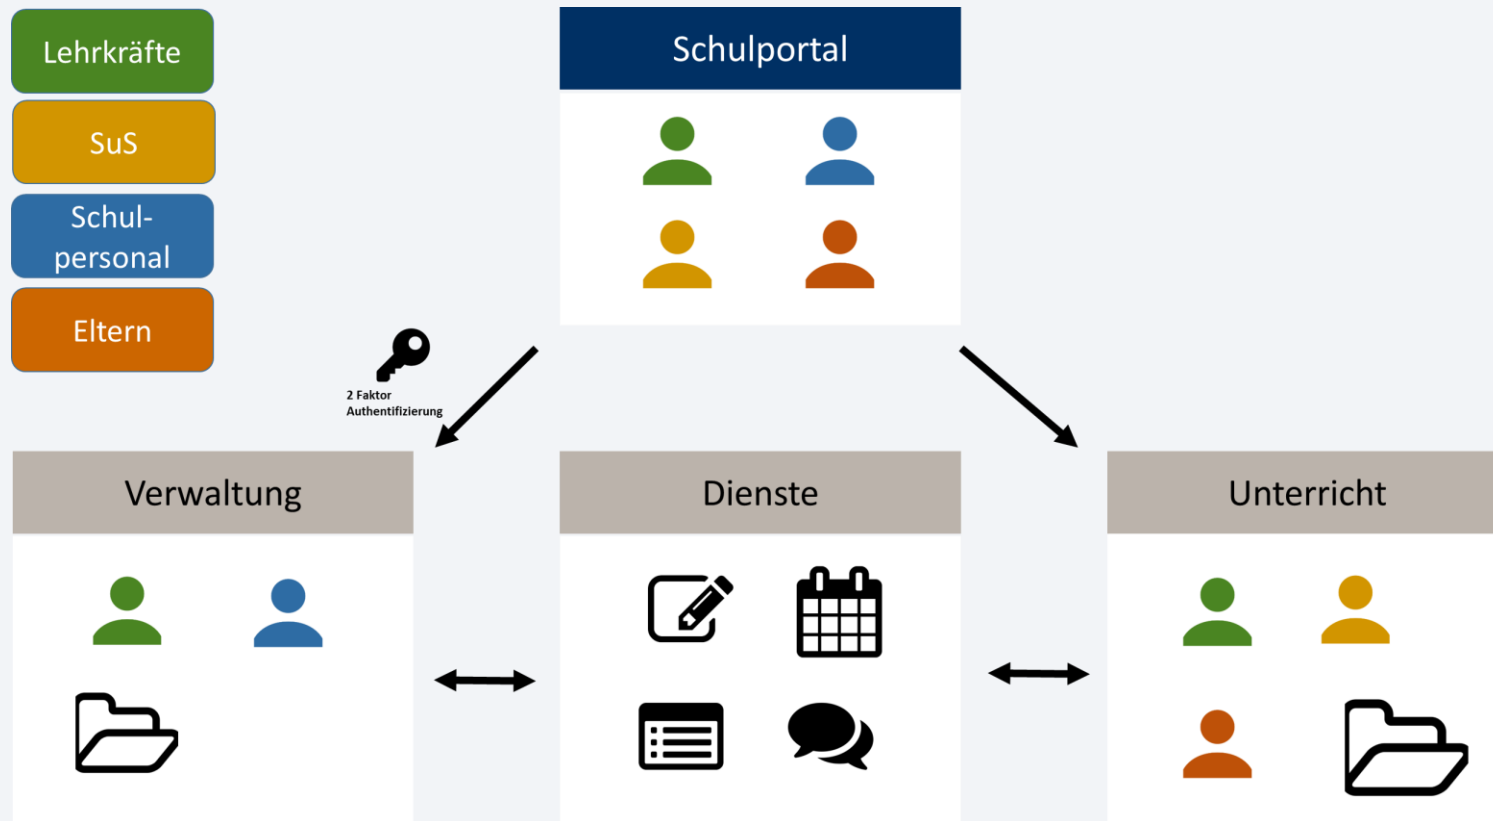 Lehrkräfte
SuS
Schul-
personal
Eltern
Schulportal
2 Faktor
Authentifizierung
Verwaltung
Dienste
Unterricht